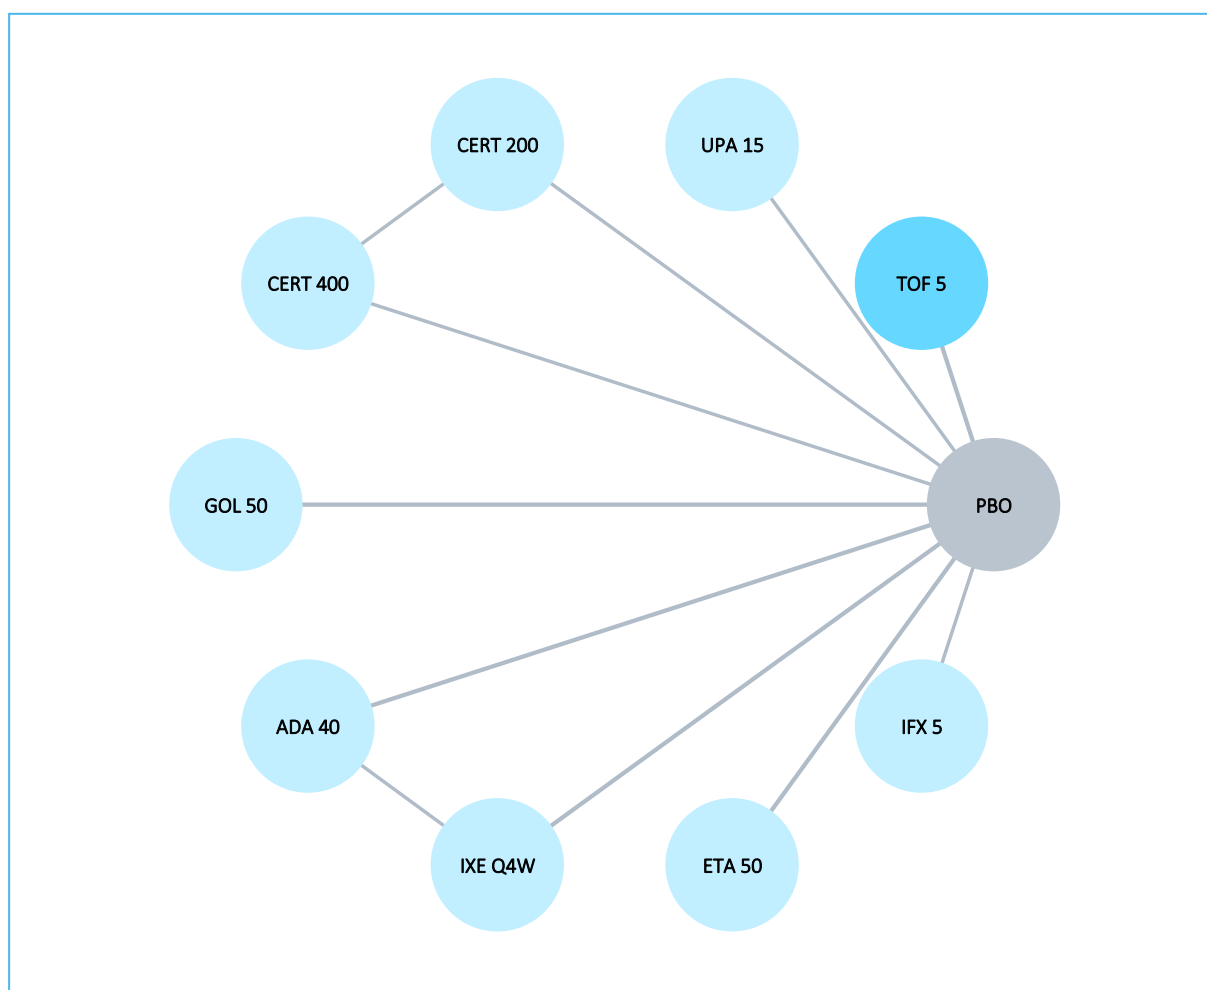 CERT 200
UPA 15
CERT 400
TOF 5
GOL 50
PBO
ADA 40
IFX 5
IXE Q4W
ETA 50